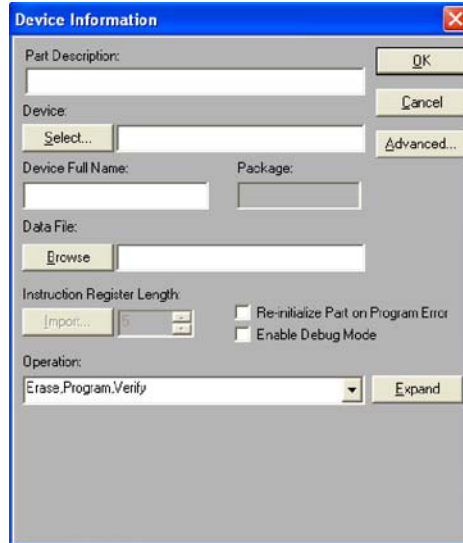 Device Information
Part Description:
OK
Cancel
Device:
Select...
Advanced...
Device Full Name:
Package:
Data File:
Browse
Instruction Register Length:
Import...
5
Re-initialize Part on Program Error
Enable Debug Mode
Operation:
Erase,Program,Verify
Expand